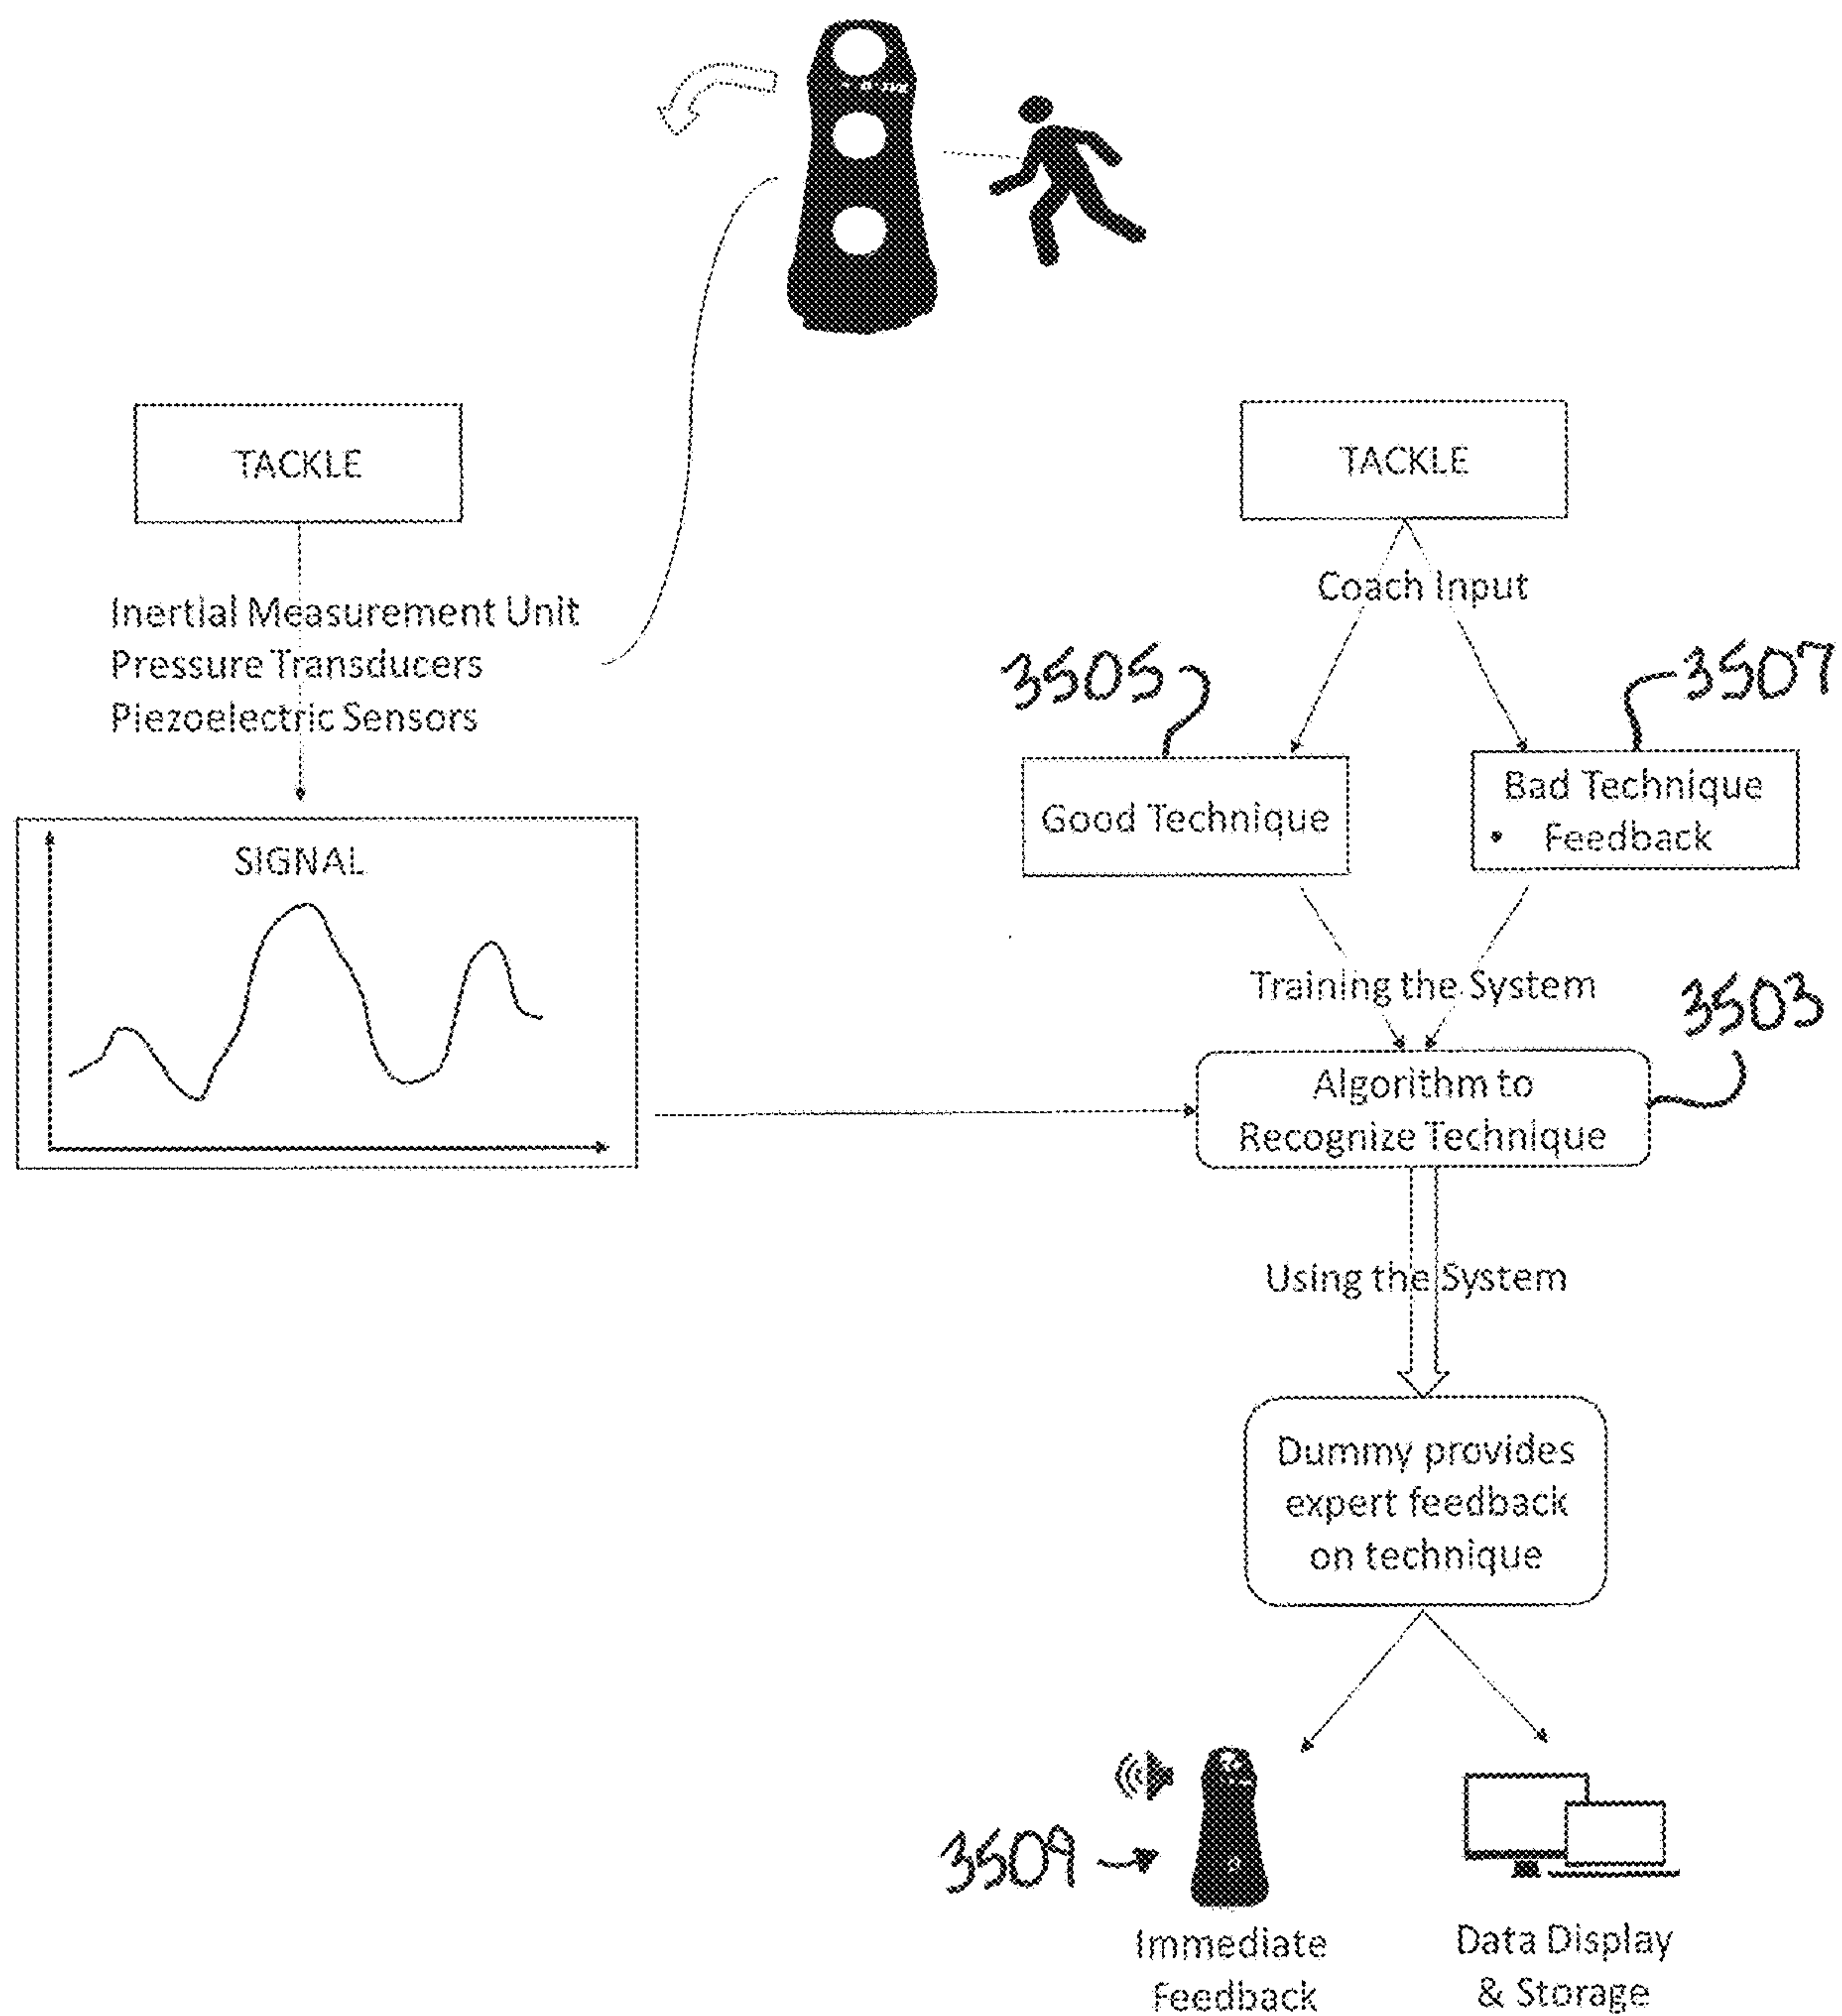 TACKLE
Inertial Measurement Unit
Pressure Transducers
Piezoelectric Sensors
SIGNAL
TACKLE
Coach Input
3505
3507
Good Technique
Bad Technique
• Feedback
Training the System
3503
Algorithm to
Recognize Technique
Using the System
Dummy provides
expert feedback
on technique
3509
Immediate
Feedback
Data Display
& Storage